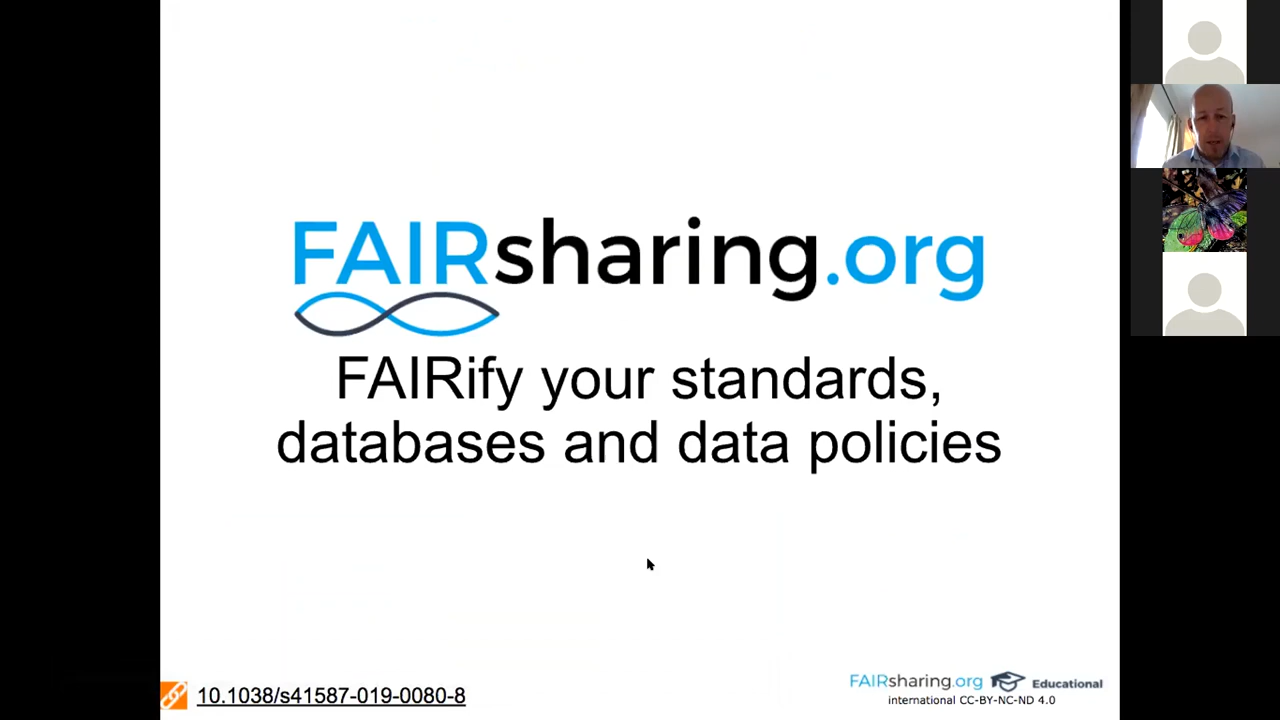 FAIRsharing.org
FAIRify your standards,
databases and data policies
10.1038/s41587-019-0080-8
FAIRsharing.org Educational
international CC-BY-NC-ND 4.0